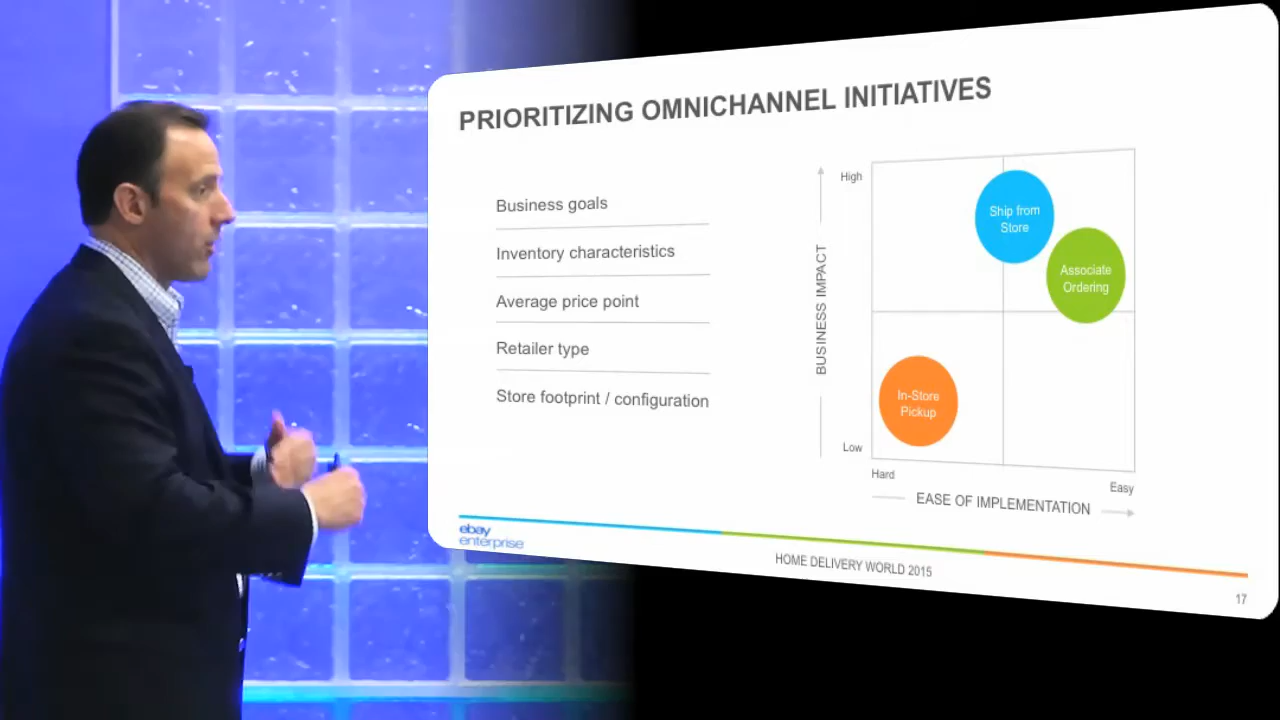 PRIORITIZING OMNICHANNEL INITIATIVES
Business goals
Inventory characteristics
Average price point
Retailer type
Store footprint / configuration
High
BUSINESS IMPACT
Low
Ship from
Store
Associate
Ordering
In-Store
Pickup
Hard
Easy
EASE OF IMPLEMENTATION
ebay
enterprise
HOME DELIVERY WORLD 2015
17